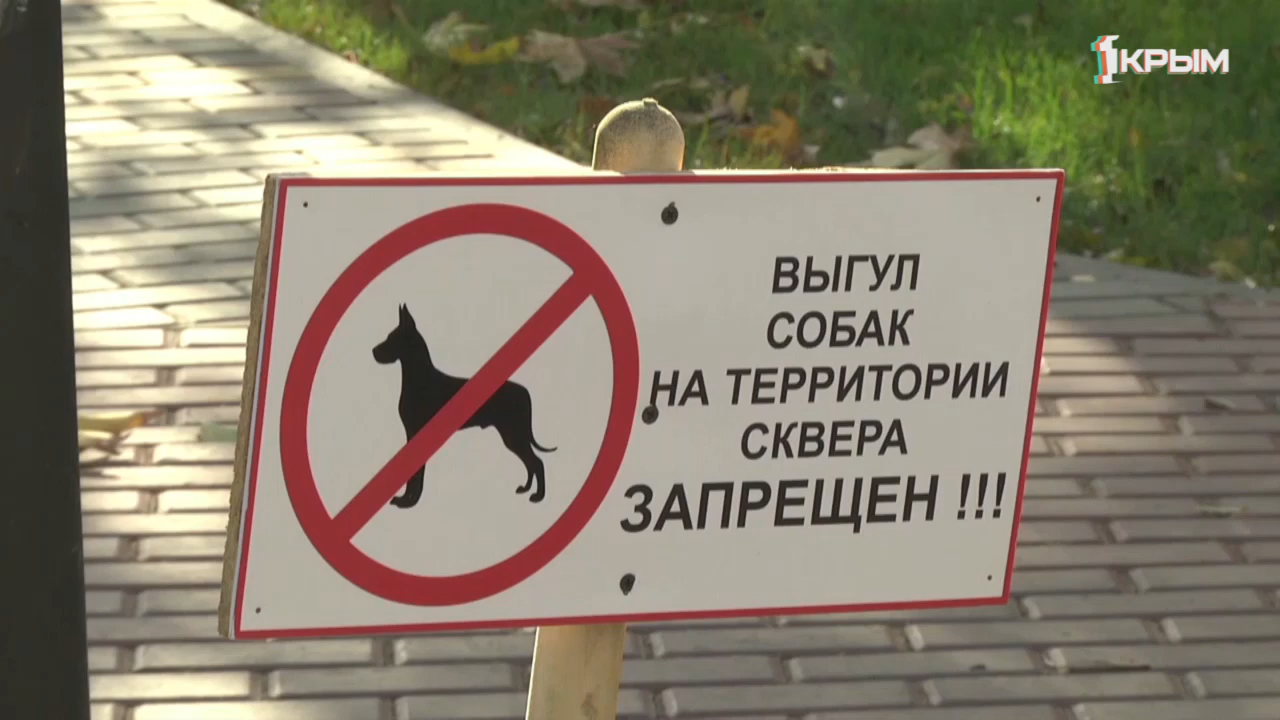 1КРЫМ
ВЫГУЛ
СОБАК
НА ТЕРРИТОРИИ
СКВЕРА
ЗАПРЕЩЕН !!!